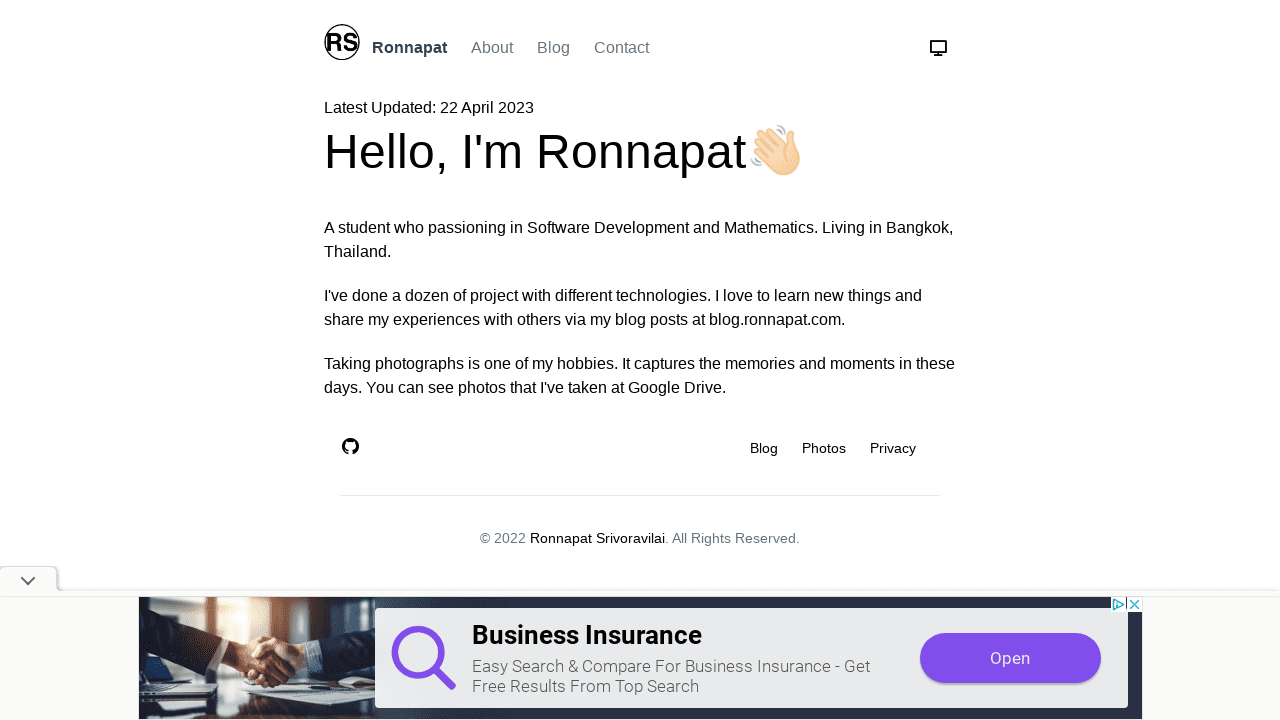 RS
Ronnapat About Blog Contact
Latest Updated: 22 April 2023
Hello, I'm Ronnapat👋🏻
A student who passioning in Software Development and Mathematics. Living in Bangkok,
Thailand.
I've done a dozen of project with different technologies. I love to learn new things and
share my experiences with others via my blog posts at blog.ronnapat.com.
Taking photographs is one of my hobbies. It captures the memories and moments in these
days. You can see photos that I've taken at Google Drive.
Blog Photos Privacy
© 2022 Ronnapat Srivoravilai. All Rights Reserved.
Business Insurance
Easy Search & Compare For Business Insurance - Get
Free Results From Top Search
Open